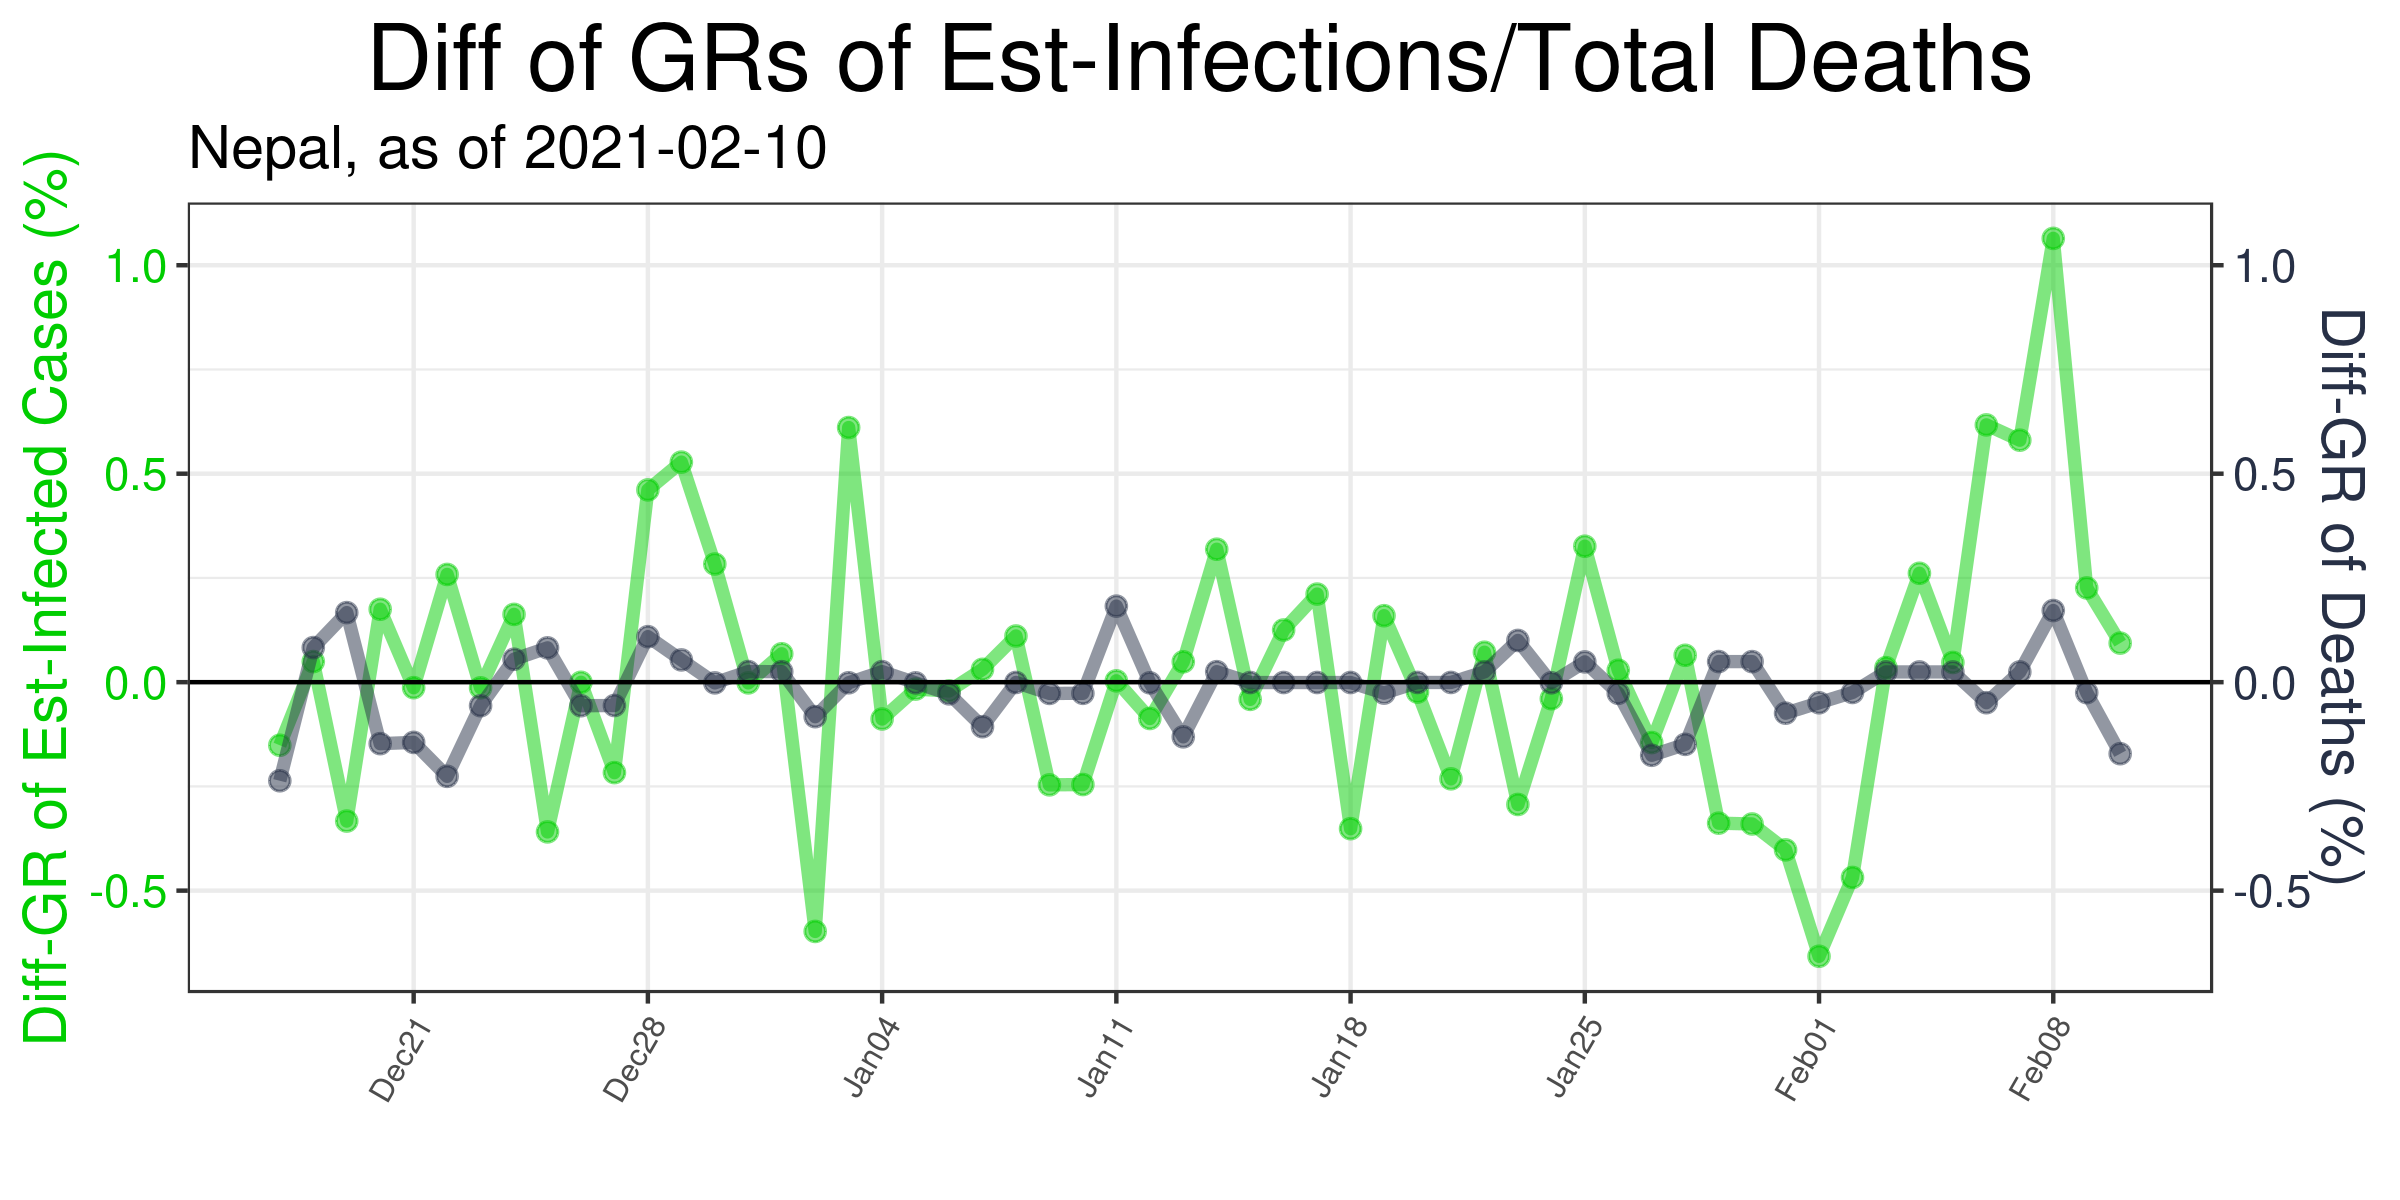 Diff of GRs of Est-Infections/Total Deaths
Nepal, as of 2021-02-10
Diff-GR of Est-Infected Cases (%)
1.0
0.5
0.0
-0.5
1.0
0.5
0.0
-0.5
Diff-GR of Deaths (%)
Dec21
Dec28
Jan04
Jan11
Jan18
Jan25
Feb01
Feb08